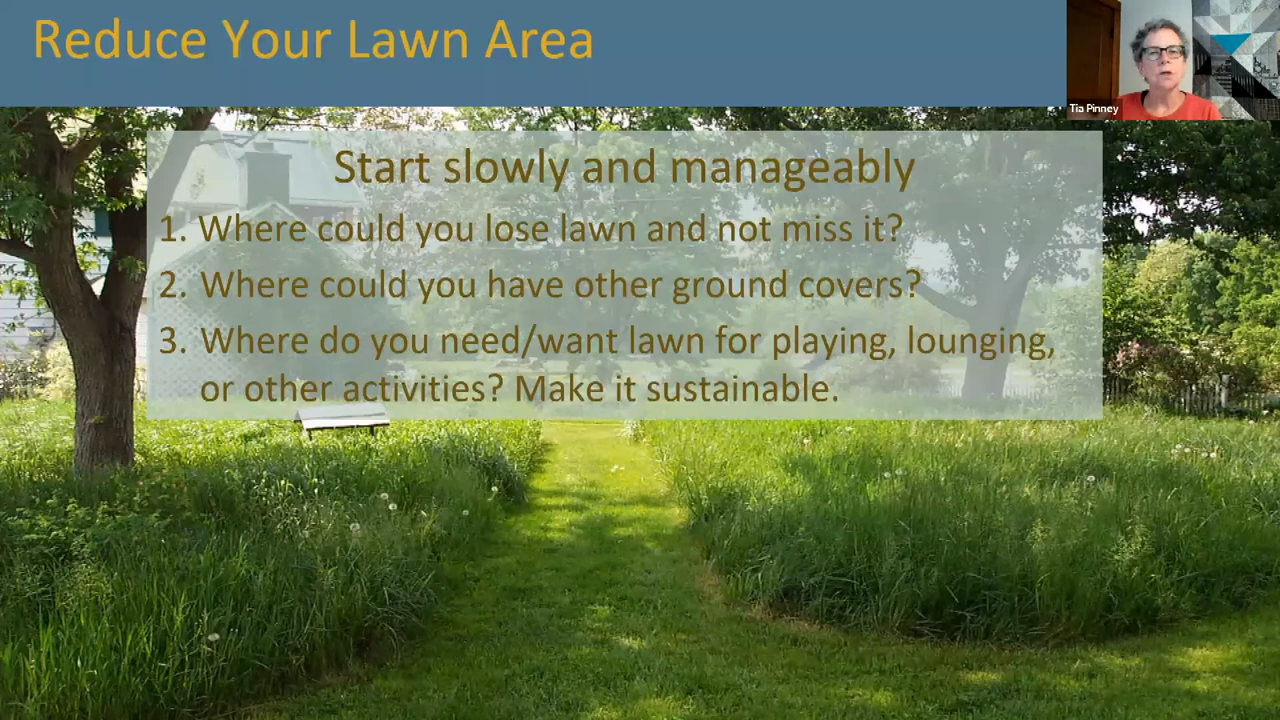 Reduce Your Lawn Area
Tia Pinney
Start slowly and manageably
1. Where could you lose lawn and not miss it?
2. Where could you have other ground covers?
3. Where do you need/want lawn for playing, lounging,
or other activities? Make it sustainable.